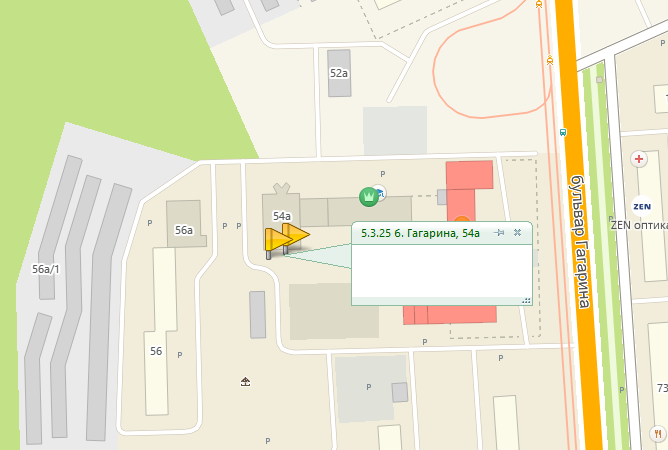 52а
P
54а
P
P
P
56а
5.3.25 б. Гагарина, 54а
56а/1
56
P
P
P
P
P
P
P
бульвар Гагарина
ZEN
ZEN оптика
73